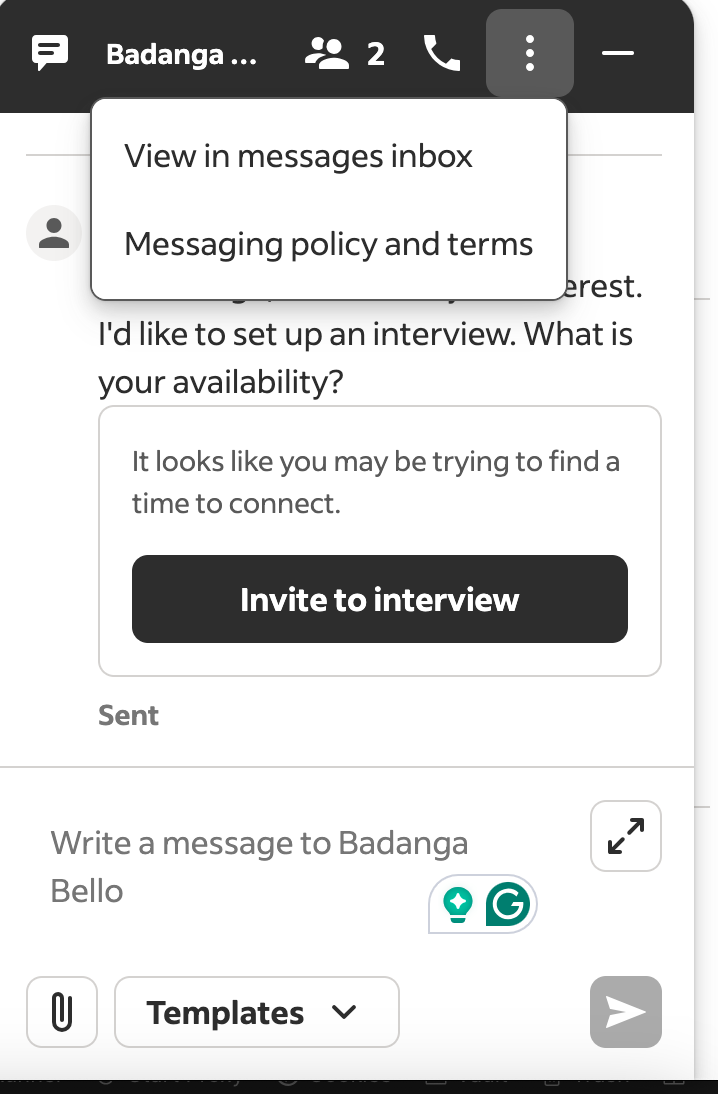 Badanga ...
2
View in messages inbox
Messaging policy and terms
erest.
I'd like to set up an interview. What is
your availability?
It looks like you may be trying to find a
time to connect.
Invite to interview
Sent
Write a message to Badanga
Bello
G
Templates